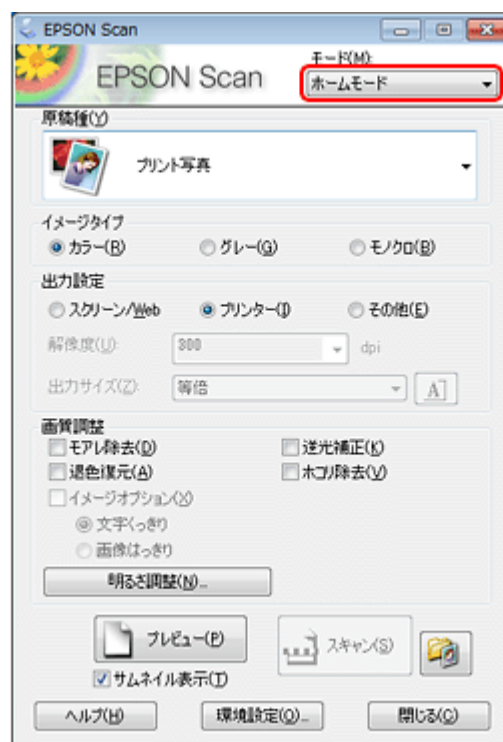 EPSON Scan
EPSON Scan
モード(M):
ホームモード
原稿種(Y)
プリント写真
イメージタイプ
カラー(R) グレー(G) モノクロ(B)
出力設定
スクリーン/Web プリンター(I) その他(E)
解像度(U): 300 dpi
出力サイズ(Z): 等倍 A
画質調整
モアレ除去(D) 逆光補正(K)
退色復元(A) ホコリ除去(V)
イメージオプション(X)
文字くっきり
画像はっきり
明るさ調整(N)...
プレビュー(P) スキャン(S)
サムネイル表示(T)
ヘルプ(H) 環境設定(O)... 閉じる(C)